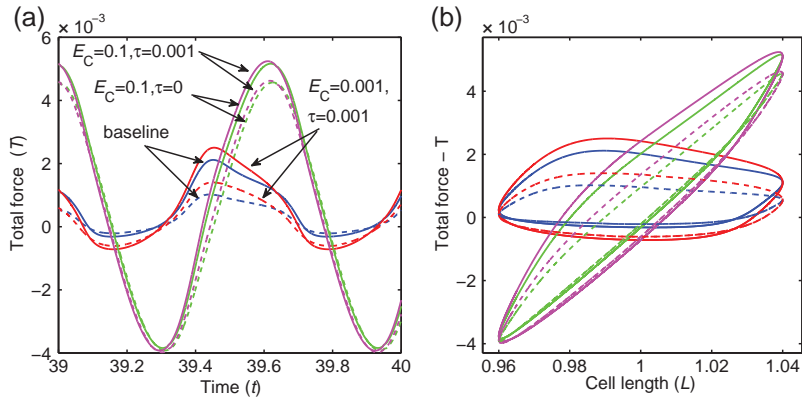 (a)
× 10⁻³
6
4
2
0
−2
−4
Total force (T)
E_C=0.1,τ=0.001
E_C=0.1,τ=0
E_C=0.001,
τ=0.001
baseline
39
39.2
39.4
39.6
39.8
40
Time (t)
(b)
× 10⁻³
6
4
2
0
−2
−4
Total force − T
0.96
0.98
1.00
1.02
1.04
Cell length (L)